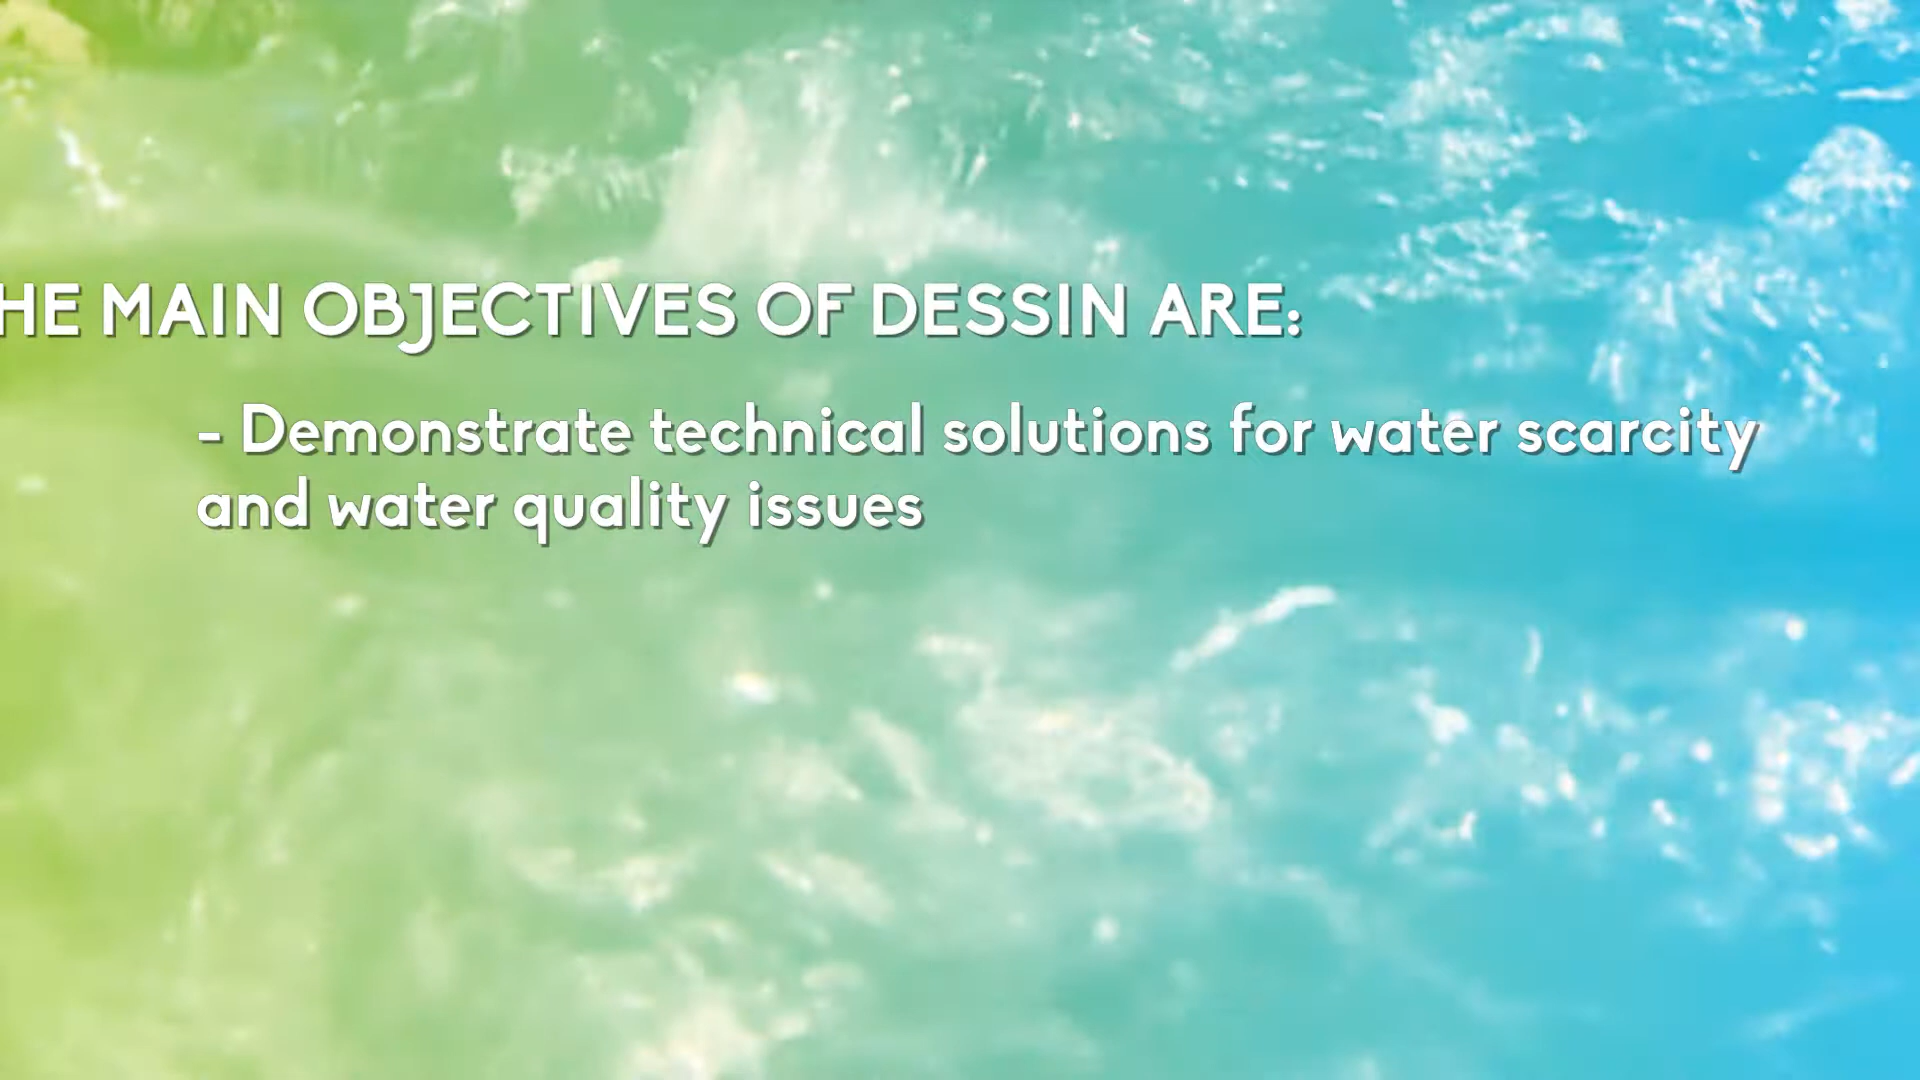 HE MAIN OBJECTIVES OF DESSIN ARE:
- Demonstrate technical solutions for water scarcity
and water quality issues